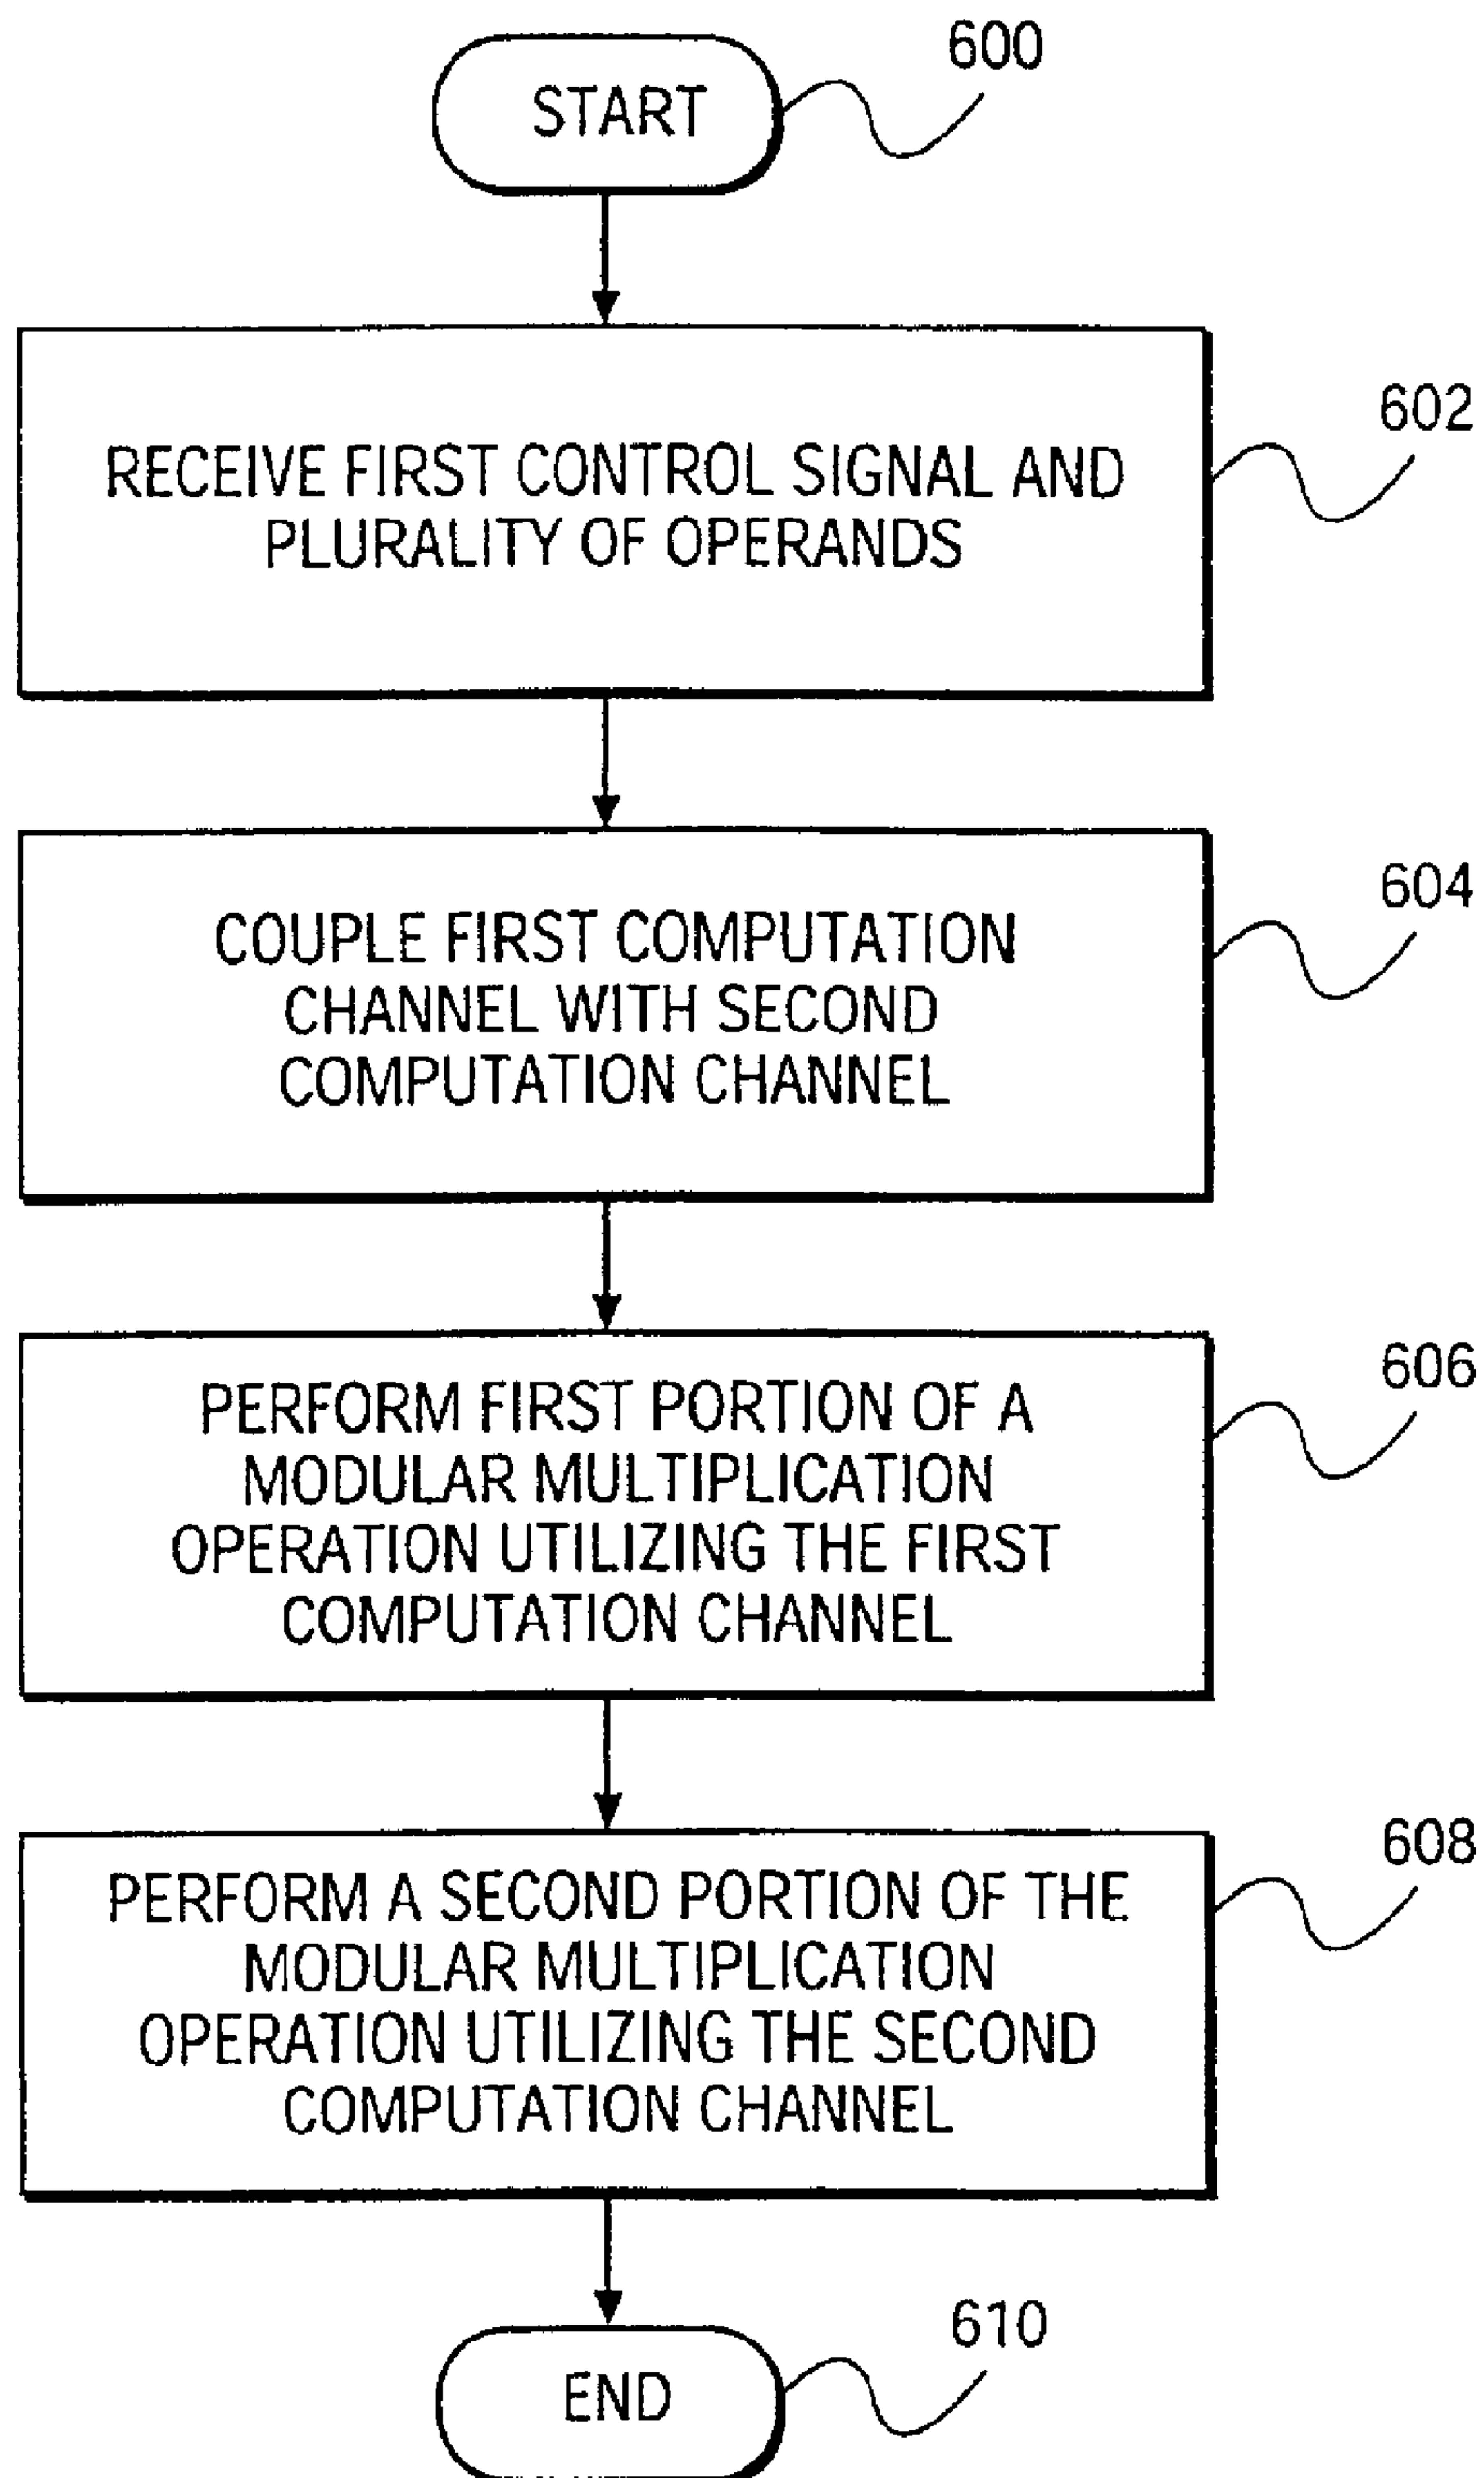 600
START
602
RECEIVE FIRST CONTROL SIGNAL AND
PLURALITY OF OPERANDS
604
COUPLE FIRST COMPUTATION
CHANNEL WITH SECOND
COMPUTATION CHANNEL
606
PERFORM FIRST PORTION OF A
MODULAR MULTIPLICATION
OPERATION UTILIZING THE FIRST
COMPUTATION CHANNEL
608
PERFORM A SECOND PORTION OF THE
MODULAR MULTIPLICATION
OPERATION UTILIZING THE SECOND
COMPUTATION CHANNEL
610
END